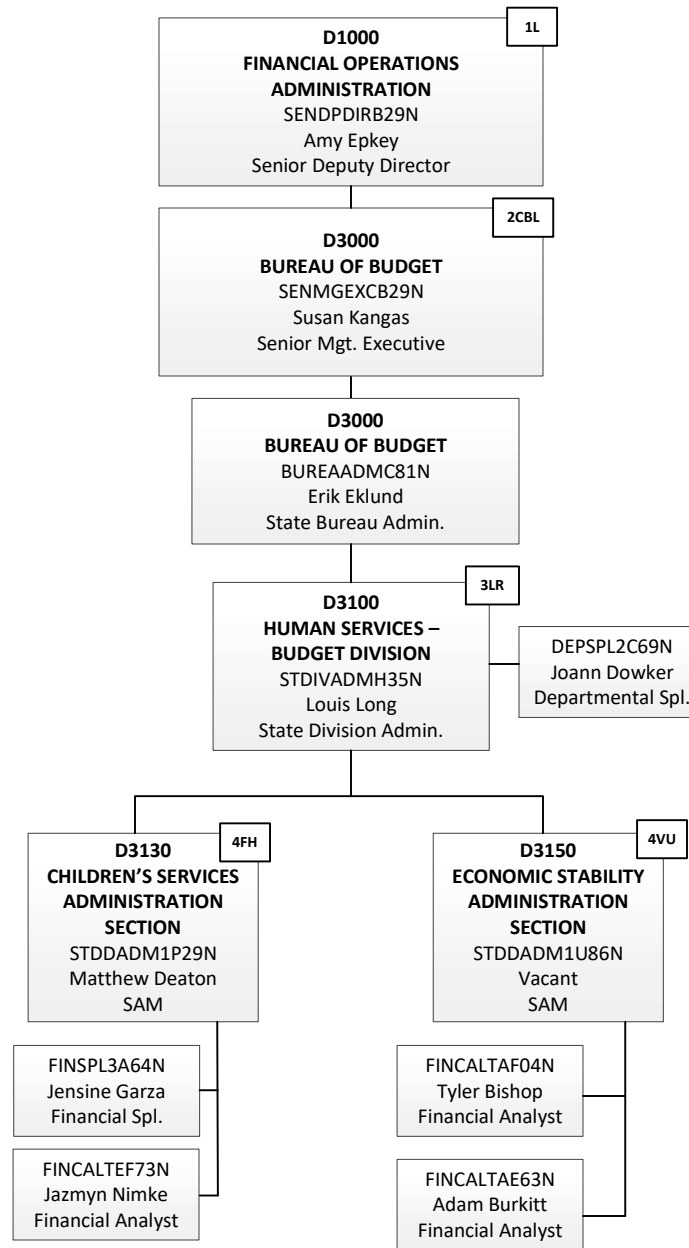 1L
D1000
FINANCIAL OPERATIONS
ADMINISTRATION
SENDPDIRB29N
Amy Epkey
Senior Deputy Director
2CBL
D3000
BUREAU OF BUDGET
SENMGEXCB29N
Susan Kangas
Senior Mgt. Executive
D3000
BUREAU OF BUDGET
BUREAADMC81N
Erik Eklund
State Bureau Admin.
3LR
D3100
HUMAN SERVICES –
BUDGET DIVISION
STDIVADMH35N
Louis Long
State Division Admin.
DEPSPL2C69N
Joann Dowker
Departmental Spl.
4FH
D3130
CHILDREN’S SERVICES
ADMINISTRATION
SECTION
STDDADM1P29N
Matthew Deaton
SAM
4VU
D3150
ECONOMIC STABILITY
ADMINISTRATION
SECTION
STDDADM1U86N
Vacant
SAM
FINSPL3A64N
Jensine Garza
Financial Spl.
FINCALTEF73N
Jazmyn Nimke
Financial Analyst
FINCALTAF04N
Tyler Bishop
Financial Analyst
FINCALTAE63N
Adam Burkitt
Financial Analyst